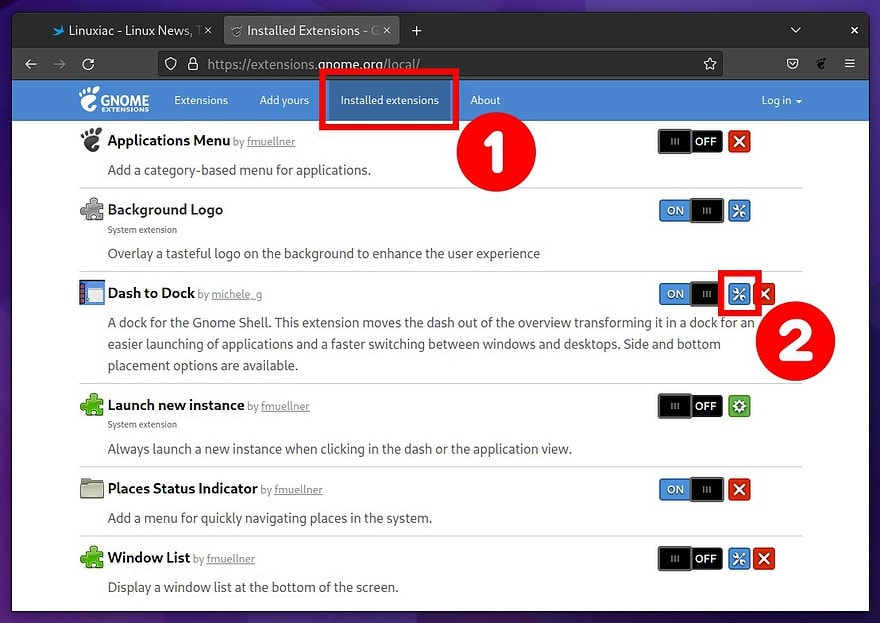 Linuxiac - Linux News, T
Installed Extensions - G
https://extensions.gnome.org/local/
GNOME
EXTENSIONS
Extensions
Add yours
Installed extensions
About
Log in
1
Applications Menu by fmuellner
OFF
Add a category-based menu for applications.
Background Logo
ON
System extension
Overlay a tasteful logo on the background to enhance the user experience
Dash to Dock by michele_g
ON
A dock for the Gnome Shell. This extension moves the dash out of the overview transforming it in a dock for an
easier launching of applications and a faster switching between windows and desktops. Side and bottom
placement options are available.
2
Launch new instance by fmuellner
OFF
System extension
Always launch a new instance when clicking in the dash or the application view.
Places Status Indicator by fmuellner
ON
Add a menu for quickly navigating places in the system.
Window List by fmuellner
OFF
Display a window list at the bottom of the screen.